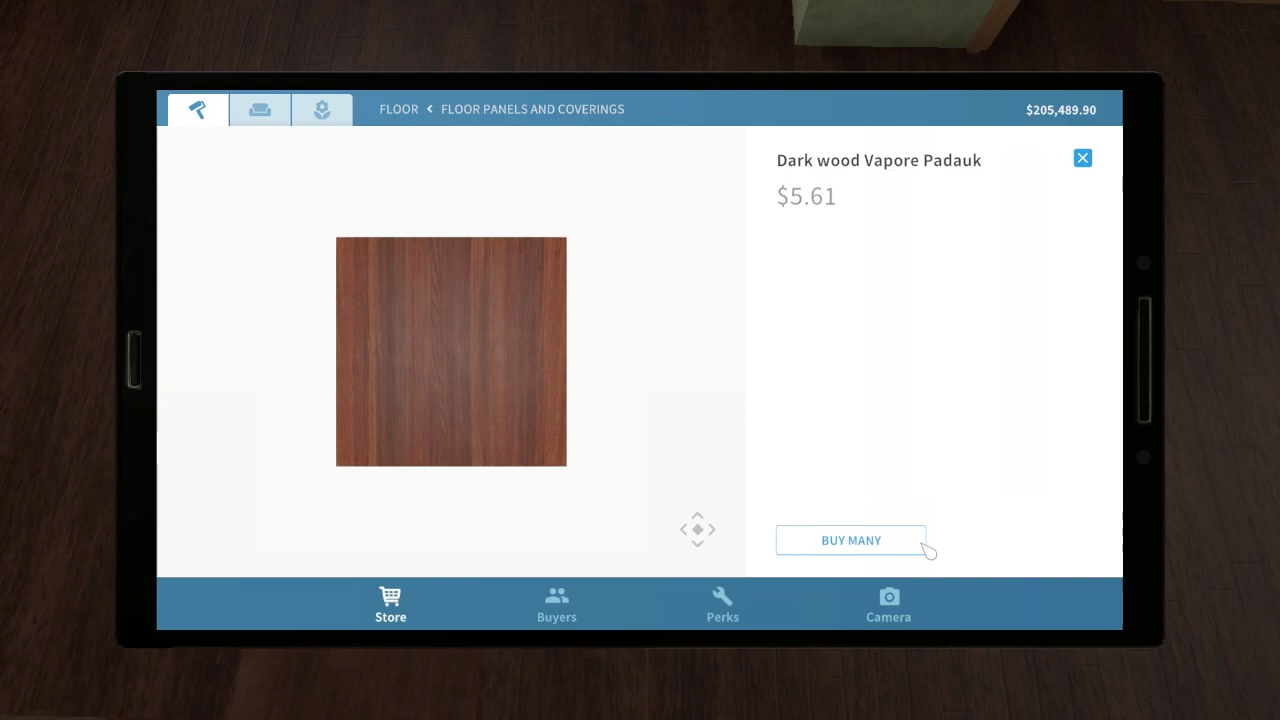 FLOOR < FLOOR PANELS AND COVERINGS
$205,489.90
Dark wood Vapore Padauk
$5.61
BUY MANY
Store
Buyers
Perks
Camera